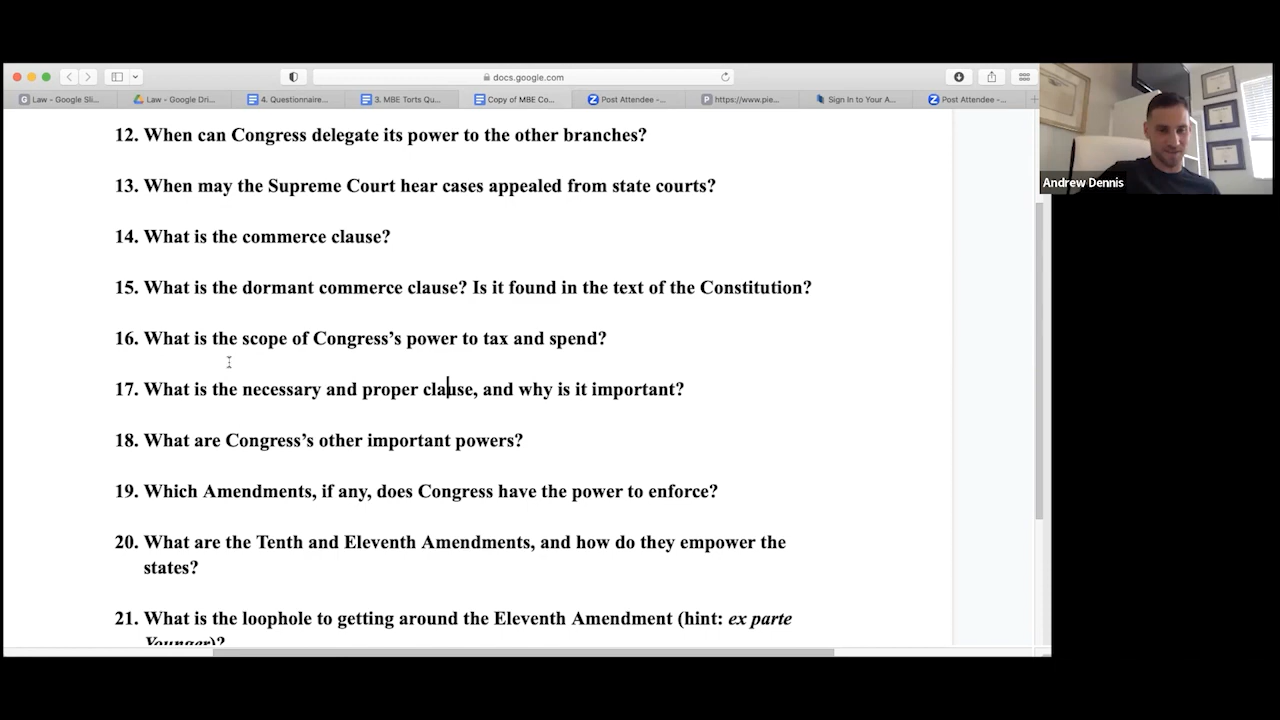 docs.google.com
Law - Google Sli...
Law - Google Dri...
4. Questionnaire...
3. MBE Torts Qu...
Copy of MBE Co...
Post Attendee -...
https://www.pie...
Sign In to Your A...
Post Attendee -...
Andrew Dennis
12. When can Congress delegate its power to the other branches?
13. When may the Supreme Court hear cases appealed from state courts?
14. What is the commerce clause?
15. What is the dormant commerce clause? Is it found in the text of the Constitution?
16. What is the scope of Congress’s power to tax and spend?
17. What is the necessary and proper clause, and why is it important?
18. What are Congress’s other important powers?
19. Which Amendments, if any, does Congress have the power to enforce?
20. What are the Tenth and Eleventh Amendments, and how do they empower the
states?
21. What is the loophole to getting around the Eleventh Amendment (hint: ex parte
Younger)?